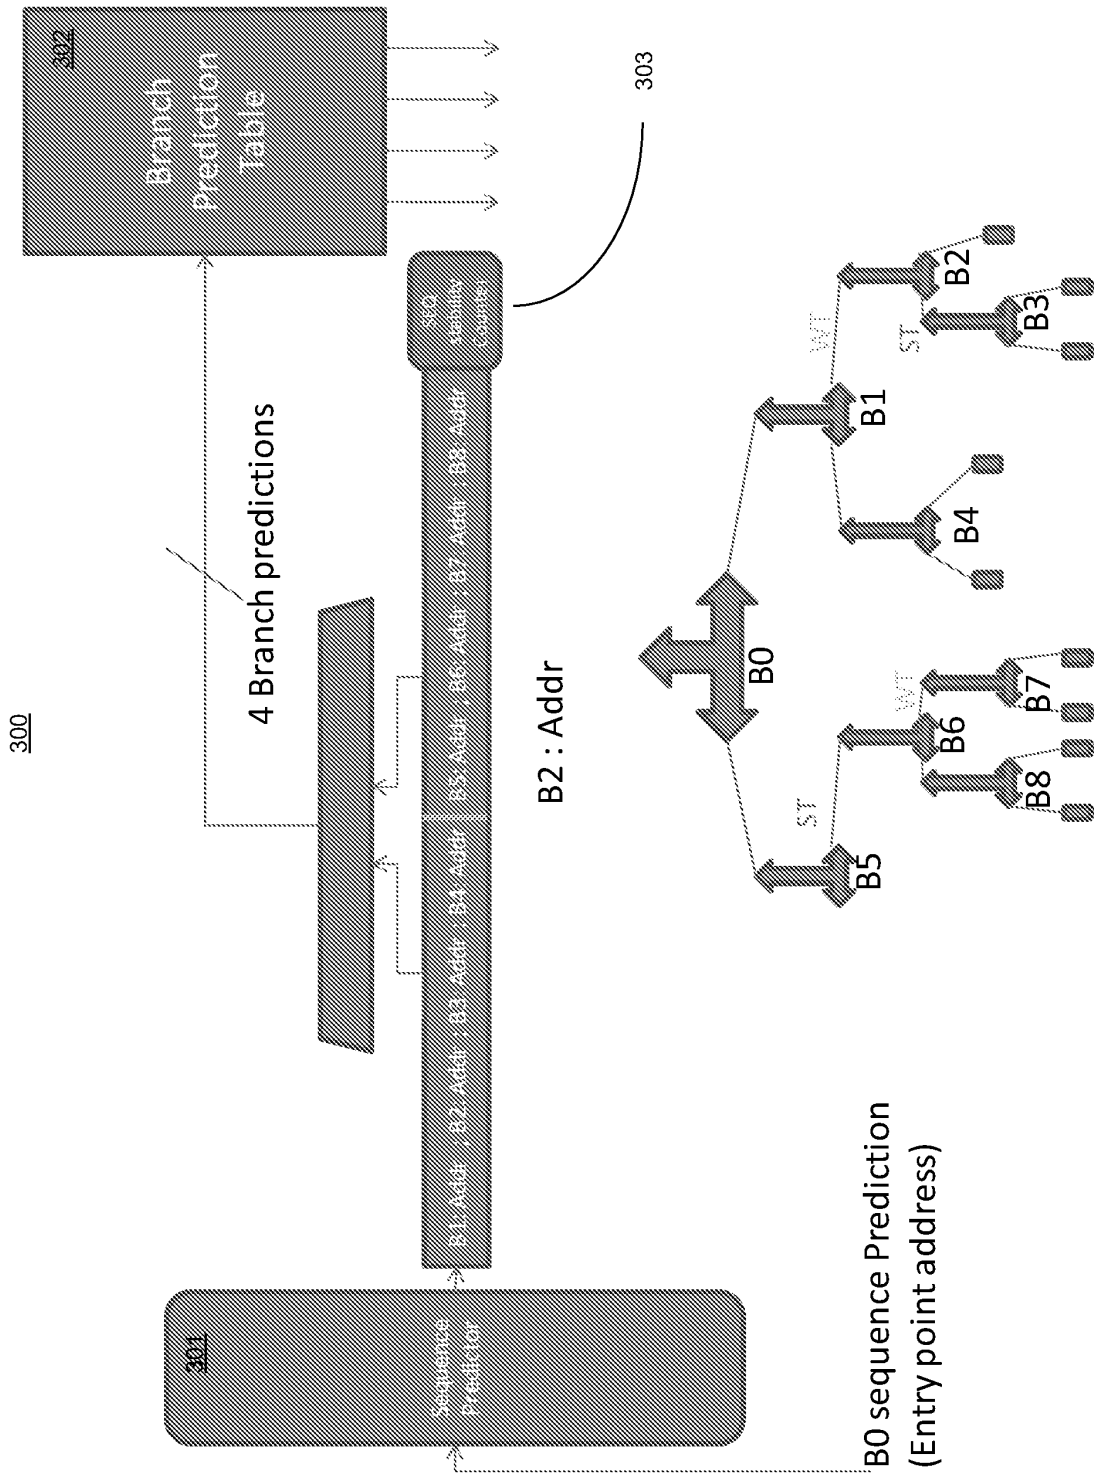 300
301
Sequence
Predictor
B0 sequence Prediction
(Entry point address)
B1: Addr ; B2: Addr ; B3: Addr ; B4: Addr
B5: Addr ; B6: Addr ; B7: Addr ; B8: Addr
SEQ
stability
Counter
303
4 Branch predictions
302
Branch
Prediction
Table
B2 : Addr
B0
B5
ST
B6
WT
B8
B7
B1
WT
B4
B2
ST
B3